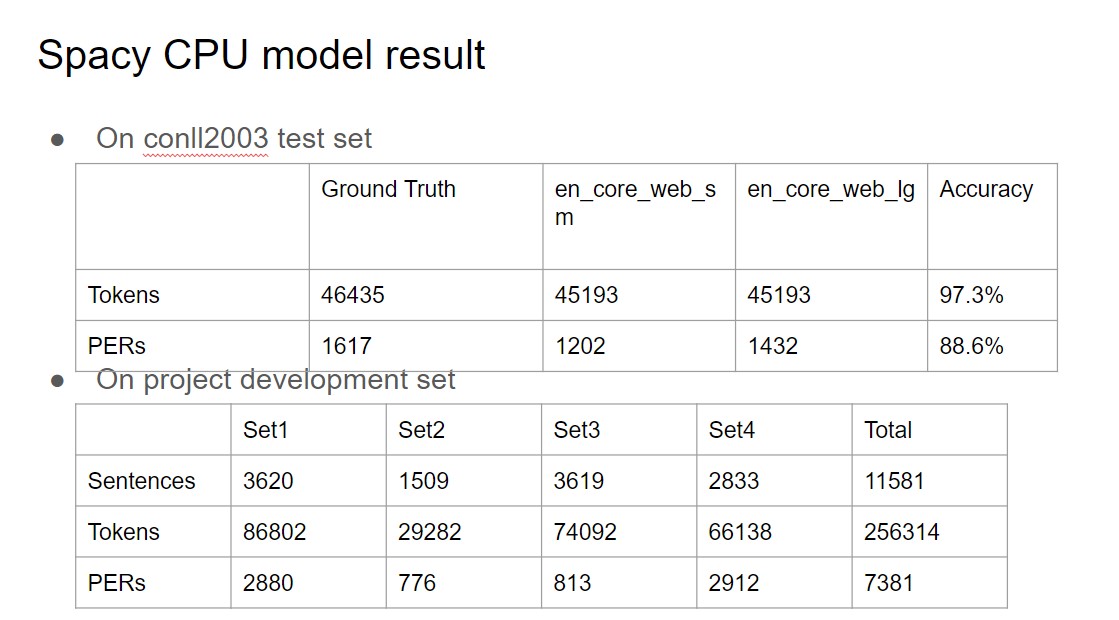 Spacy CPU model result
● On conll2003 test set
Ground Truth en_core_web_s en_core_web_lg Accuracy
m
Tokens 46435 45193 45193 97.3%
PERs 1617 1202 1432 88.6%
● On project development set
Set1 Set2 Set3 Set4 Total
Sentences 3620 1509 3619 2833 11581
Tokens 86802 29282 74092 66138 256314
PERs 2880 776 813 2912 7381